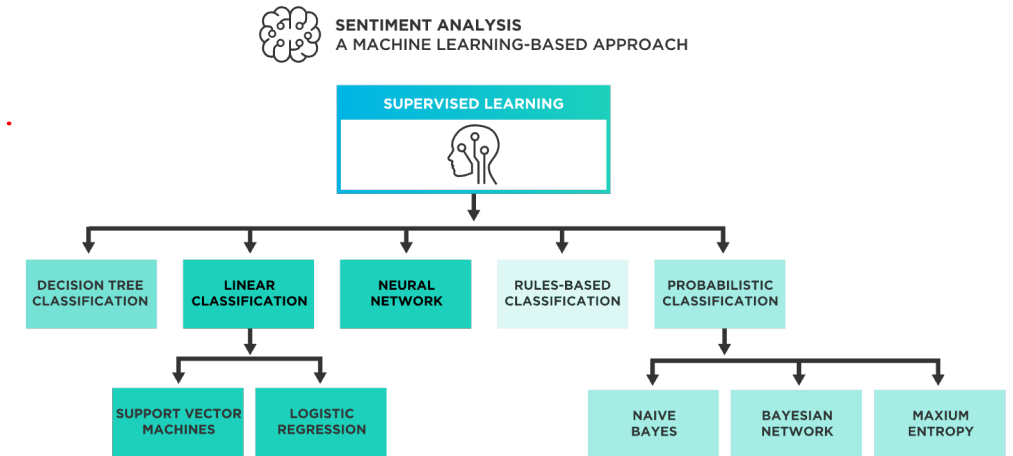 SENTIMENT ANALYSIS
A MACHINE LEARNING-BASED APPROACH
SUPERVISED LEARNING
DECISION TREE
CLASSIFICATION
LINEAR
CLASSIFICATION
NEURAL
NETWORK
RULES-BASED
CLASSIFICATION
PROBABILISTIC
CLASSIFICATION
SUPPORT VECTOR
MACHINES
LOGISTIC
REGRESSION
NAIVE
BAYES
BAYESIAN
NETWORK
MAXIUM
ENTROPY